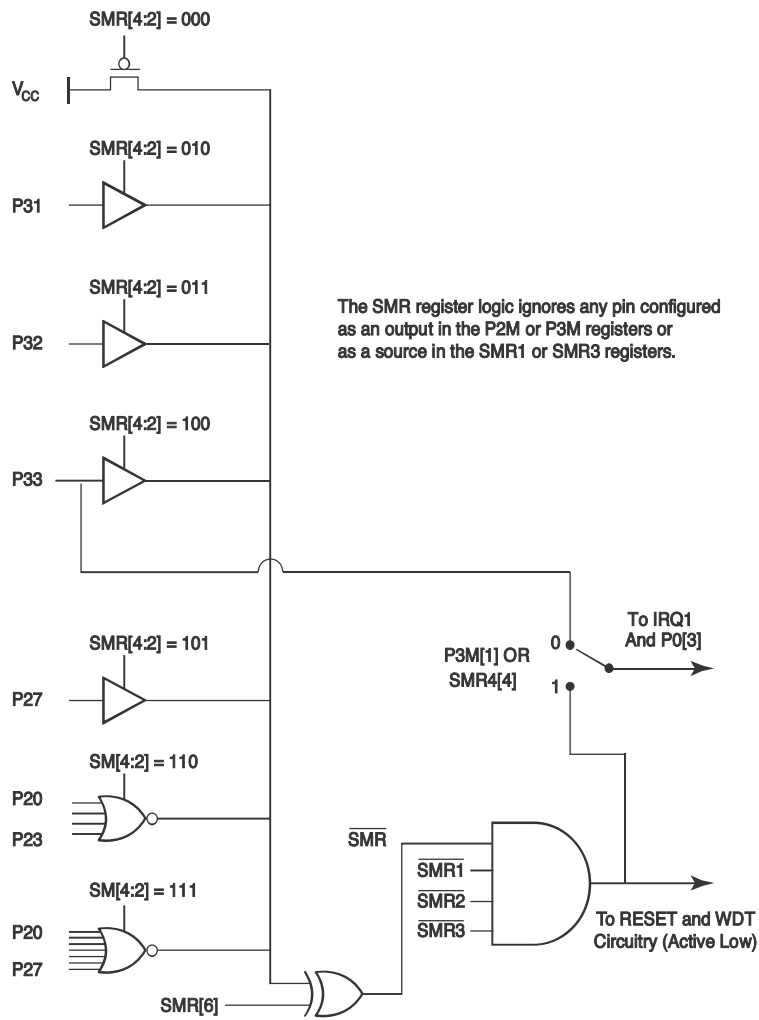 SMR[4:2] = 000
VCC
SMR[4:2] = 010
P31
SMR[4:2] = 011
P32
The SMR register logic ignores any pin configured
as an output in the P2M or P3M registers or
as a source in the SMR1 or SMR3 registers.
SMR[4:2] = 100
P33
To IRQ1
And P0[3]
0
P3M[1] OR
SMR4[4]
1
SMR[4:2] = 101
P27
SM[4:2] = 110
P20
P23
SMR
SMR1
SMR2
SMR3
SM[4:2] = 111
P20
P27
To RESET and WDT
Circuitry (Active Low)
SMR[6]